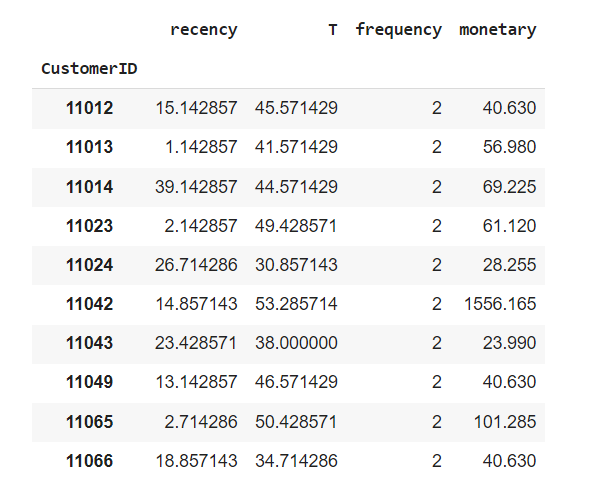 recency T frequency monetary
CustomerID
11012 15.142857 45.571429 2 40.630
11013 1.142857 41.571429 2 56.980
11014 39.142857 44.571429 2 69.225
11023 2.142857 49.428571 2 61.120
11024 26.714286 30.857143 2 28.255
11042 14.857143 53.285714 2 1556.165
11043 23.428571 38.000000 2 23.990
11049 13.142857 46.571429 2 40.630
11065 2.714286 50.428571 2 101.285
11066 18.857143 34.714286 2 40.630